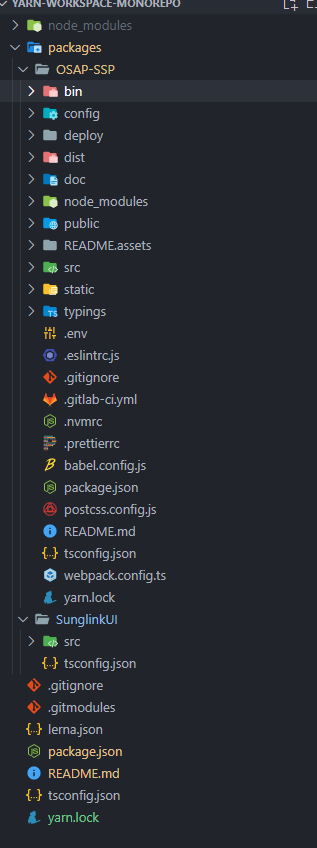 YARN-WORKSPACE-MONOREPO
node_modules
packages
OSAP-SSP
bin
config
deploy
dist
doc
node_modules
public
README.assets
src
static
typings
.env
.eslintrc.js
.gitignore
.gitlab-ci.yml
.nvmrc
.prettierrc
babel.config.js
package.json
postcss.config.js
README.md
tsconfig.json
webpack.config.ts
yarn.lock
SunglinkUI
src
tsconfig.json
.gitignore
.gitmodules
lerna.json
package.json
README.md
tsconfig.json
yarn.lock